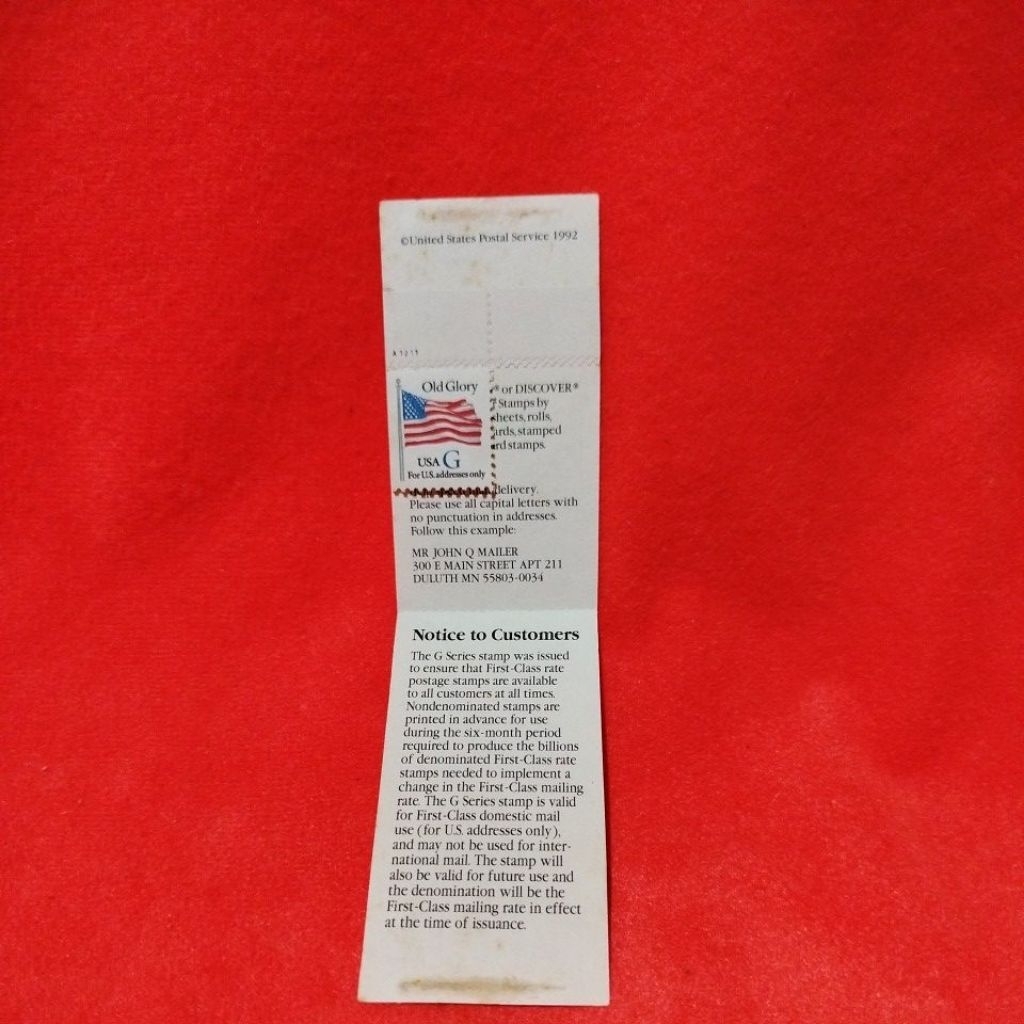 ©United States Postal Service 1992
A 1211
Old Glory
USA G
For U.S. addresses only
® or DISCOVER®
Stamps by
heets, rolls,
ards, stamped
rd stamps.
delivery.
Please use all capital letters with
no punctuation in addresses.
Follow this example:
MR JOHN Q MAILER
300 E MAIN STREET APT 211
DULUTH MN 55803-0034
Notice to Customers
The G Series stamp was issued
to ensure that First-Class rate
postage stamps are available
to all customers at all times.
Nondenominated stamps are
printed in advance for use
during the six-month period
required to produce the billions
of denominated First-Class rate
stamps needed to implement a
change in the First-Class mailing
rate. The G Series stamp is valid
for First-Class domestic mail
use (for U.S. addresses only),
and may not be used for inter-
national mail. The stamp will
also be valid for future use and
the denomination will be the
First-Class mailing rate in effect
at the time of issuance.